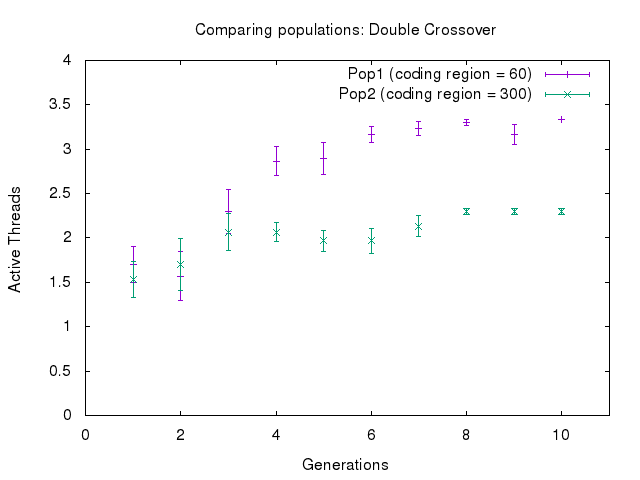 Comparing populations: Double Crossover
Pop1 (coding region = 60)
Pop2 (coding region = 300)
4
3.5
3
2.5
2
1.5
1
0.5
0
Active Threads
0 2 4 6 8 10
Generations